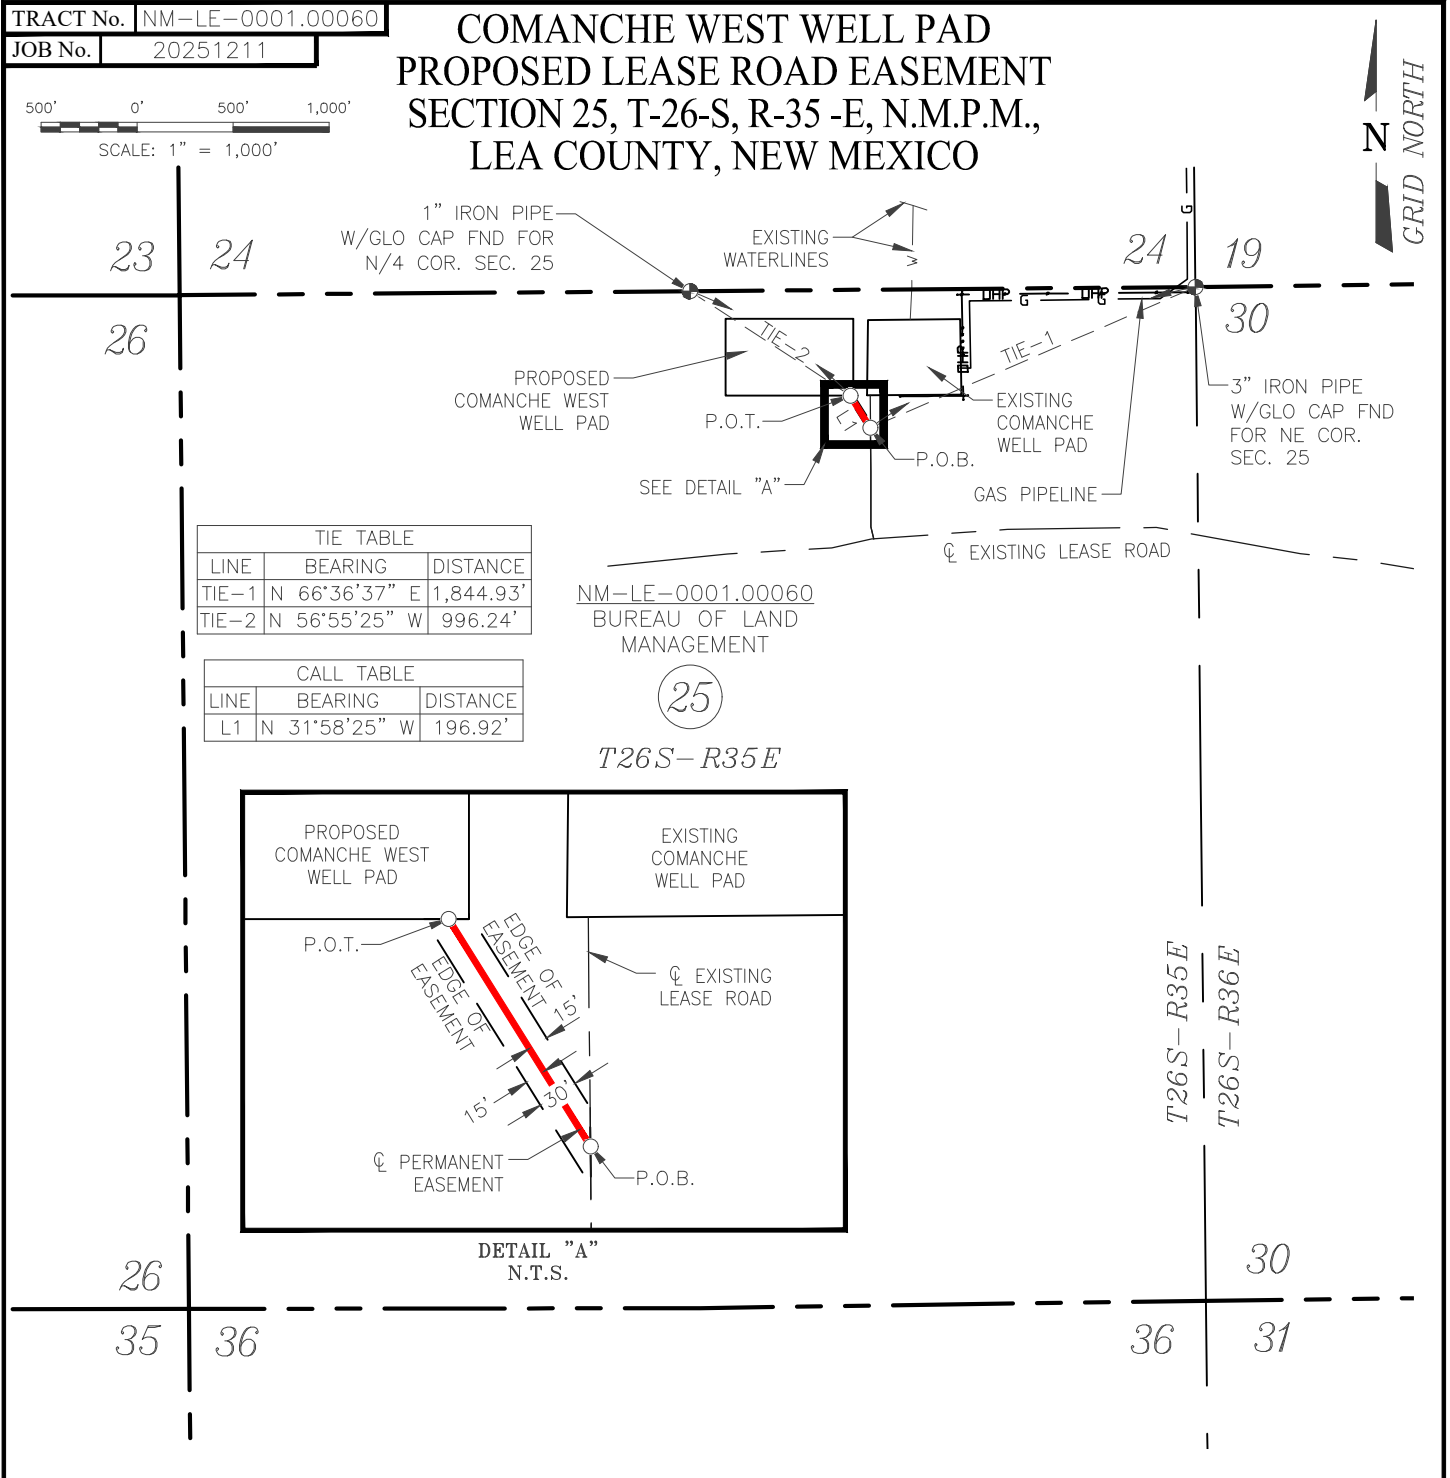 TRACT No. NM-LE-0001.00060
JOB No. 20251211
COMANCHE WEST WELL PAD
PROPOSED LEASE ROAD EASEMENT
SECTION 25, T-26-S, R-35 -E, N.M.P.M.,
LEA COUNTY, NEW MEXICO
500' 0' 500' 1,000'
SCALE: 1" = 1,000'
N
GRID NORTH
23 24
1" IRON PIPE
W/GLO CAP FND FOR
N/4 COR. SEC. 25
EXISTING
WATERLINES
W
G
24 19
26
30
OHP G OHP G
OHP
TIE-2
TIE-1
PROPOSED
COMANCHE WEST
WELL PAD
P.O.T.
L1
P.O.B.
SEE DETAIL "A"
EXISTING
COMANCHE
WELL PAD
GAS PIPELINE
3" IRON PIPE
W/GLO CAP FND
FOR NE COR.
SEC. 25
℄ EXISTING LEASE ROAD
TIE TABLE
LINE BEARING DISTANCE
TIE-1 N 66°36'37" E 1,844.93'
TIE-2 N 56°55'25" W 996.24'
NM-LE-0001.00060
BUREAU OF LAND
MANAGEMENT
25
T26S-R35E
CALL TABLE
LINE BEARING DISTANCE
L1 N 31°58'25" W 196.92'
PROPOSED
COMANCHE WEST
WELL PAD
EXISTING
COMANCHE
WELL PAD
P.O.T.
EDGE OF
EASEMENT
EDGE OF
EASEMENT
15'
℄ EXISTING
LEASE ROAD
15'
30'
℄ PERMANENT
EASEMENT
P.O.B.
DETAIL "A"
N.T.S.
T26S-R35E
T26S-R36E
26
30
35 36
36 31